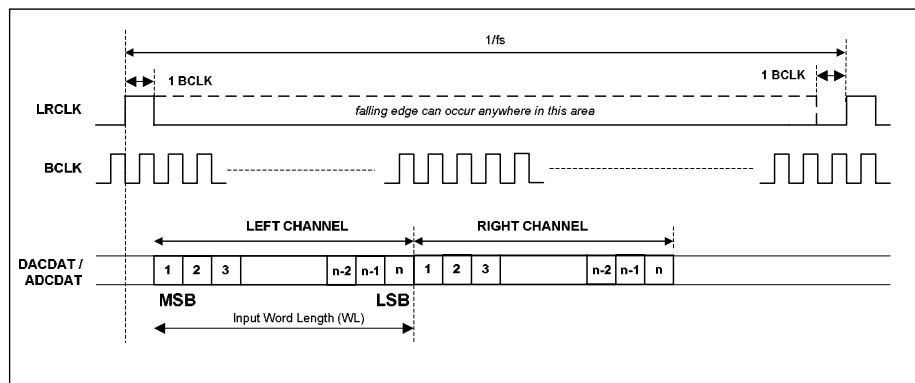 1/fs
1 BCLK
1 BCLK
LRCLK
falling edge can occur anywhere in this area
BCLK
LEFT CHANNEL
RIGHT CHANNEL
DACDAT /
ADCDAT
1 2 3 n-2 n-1 n 1 2 3 n-2 n-1 n
MSB
LSB
Input Word Length (WL)